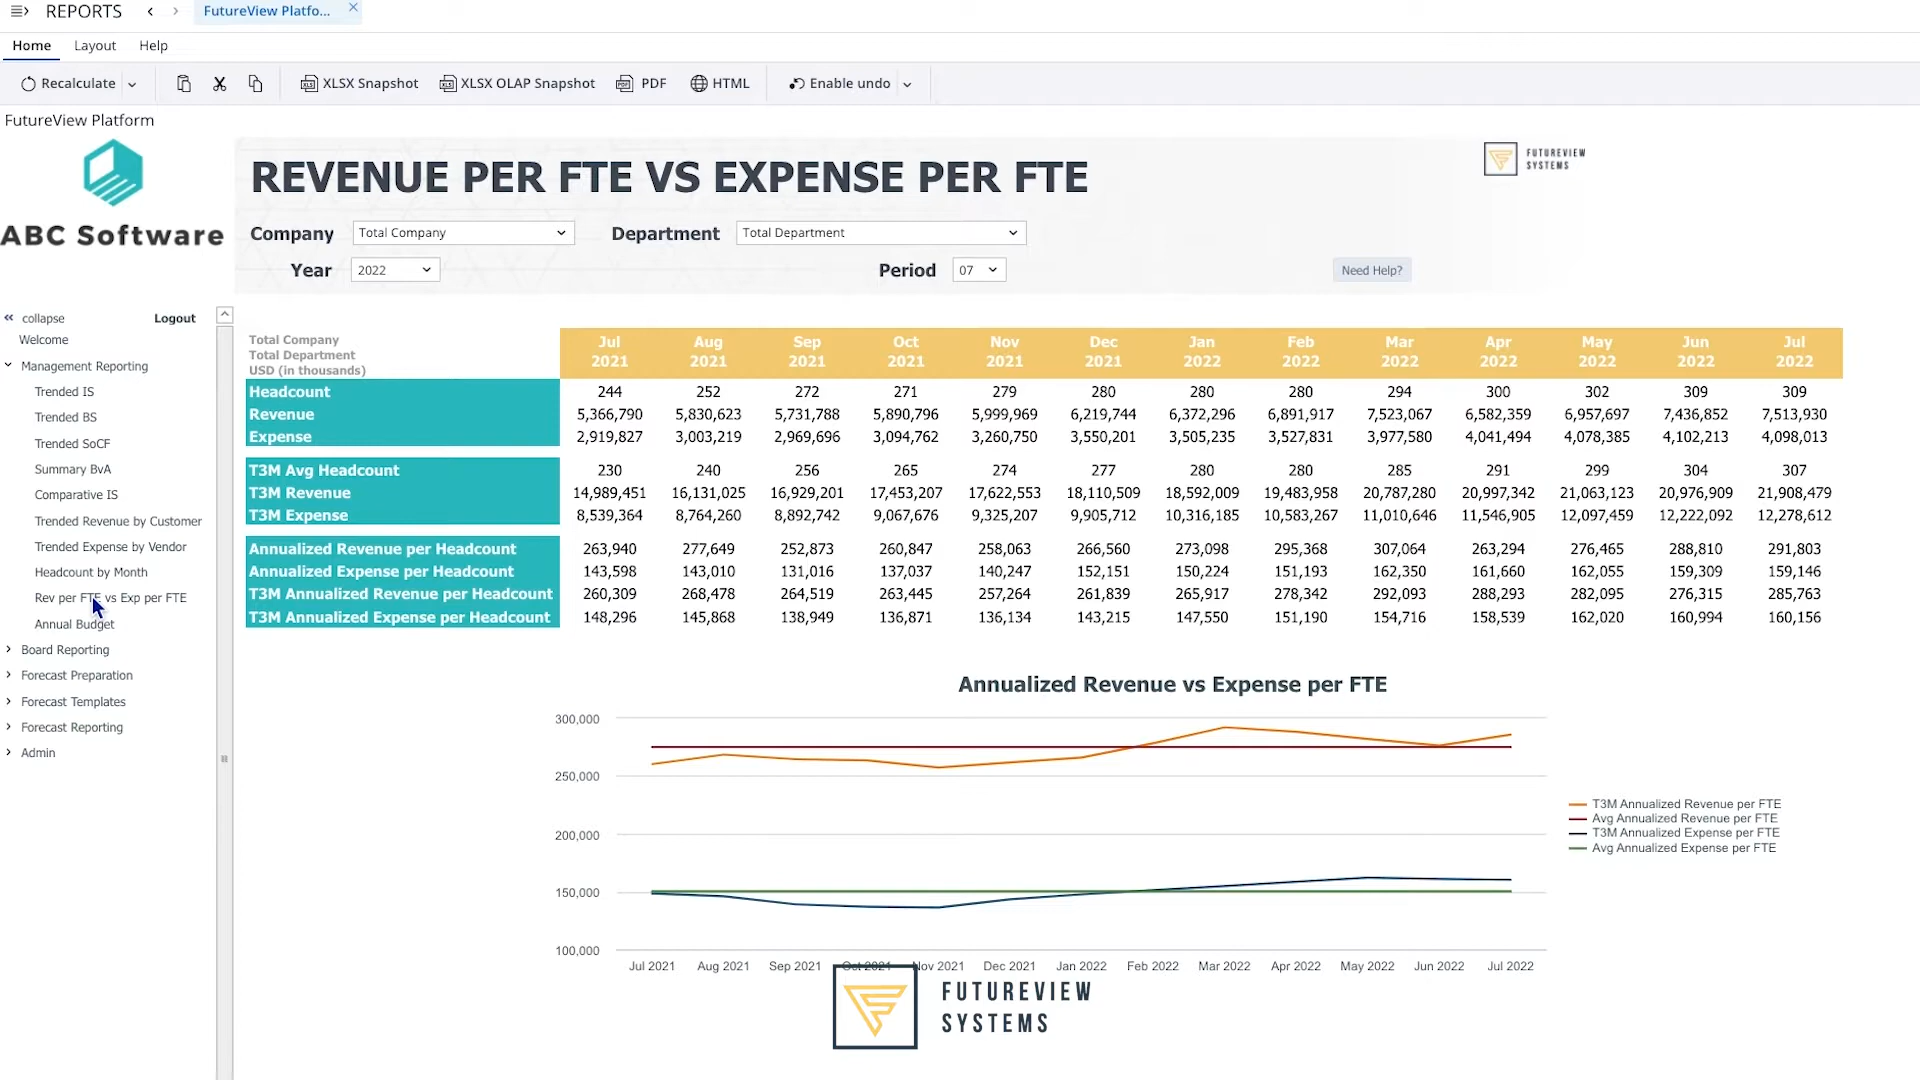 REPORTS
FutureView Platfo...
Home Layout Help
Recalculate XLSX Snapshot XLSX OLAP Snapshot PDF HTML Enable undo
FutureView Platform
ABC Software
REVENUE PER FTE VS EXPENSE PER FTE
FUTUREVIEW
SYSTEMS
Company Total Company Department Total Department
Year 2022 Period 07 Need Help?
collapse Logout
Welcome
Management Reporting
Trended IS
Trended BS
Trended SoCF
Summary BvA
Comparative IS
Trended Revenue by Customer
Trended Expense by Vendor
Headcount by Month
Rev per FTE vs Exp per FTE
Annual Budget
Board Reporting
Forecast Preparation
Forecast Templates
Forecast Reporting
Admin
Total Company
Total Department
USD (in thousands)
Jul Aug Sep Oct Nov Dec Jan Feb Mar Apr May Jun Jul
2021 2021 2021 2021 2021 2021 2022 2022 2022 2022 2022 2022 2022
Headcount 244 252 272 271 279 280 280 280 294 300 302 309 309
Revenue 5,366,790 5,830,623 5,731,788 5,890,796 5,999,969 6,219,744 6,372,296 6,891,917 7,523,067 6,582,359 6,957,697 7,436,852 7,513,930
Expense 2,919,827 3,003,219 2,969,696 3,094,762 3,260,750 3,550,201 3,505,235 3,527,831 3,977,580 4,041,494 4,078,385 4,102,213 4,098,013
T3M Avg Headcount 230 240 256 265 274 277 280 280 285 291 299 304 307
T3M Revenue 14,989,451 16,131,025 16,929,201 17,453,207 17,622,553 18,110,509 18,592,009 19,483,958 20,787,280 20,997,342 21,063,123 20,976,909 21,908,479
T3M Expense 8,539,364 8,764,260 8,892,742 9,067,676 9,325,207 9,905,712 10,316,185 10,583,267 11,010,646 11,546,905 12,097,459 12,222,092 12,278,612
Annualized Revenue per Headcount 263,940 277,649 252,873 260,847 258,063 266,560 273,098 295,368 307,064 263,294 276,465 288,810 291,803
Annualized Expense per Headcount 143,598 143,010 131,016 137,037 140,247 152,151 150,224 151,193 162,350 161,660 162,055 159,309 159,146
T3M Annualized Revenue per Headcount 260,309 268,478 264,519 263,445 257,264 261,839 265,917 278,342 292,093 288,293 282,095 276,315 285,763
T3M Annualized Expense per Headcount 148,296 145,868 138,949 136,871 136,134 143,215 147,550 151,190 154,716 158,539 162,020 160,994 160,156
Annualized Revenue vs Expense per FTE
300,000
250,000
200,000
150,000
100,000
Jul 2021 Aug 2021 Sep 2021 Oct 2021 Nov 2021 Dec 2021 Jan 2022 Feb 2022 Mar 2022 Apr 2022 May 2022 Jun 2022 Jul 2022
T3M Annualized Revenue per FTE
Avg Annualized Revenue per FTE
T3M Annualized Expense per FTE
Avg Annualized Expense per FTE
FUTUREVIEW
SYSTEMS